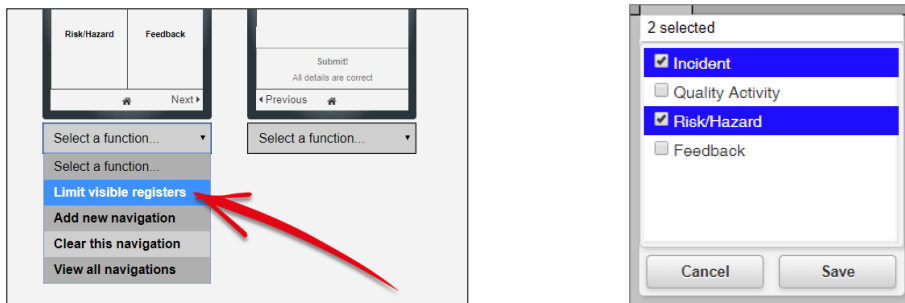 Risk/Hazard Feedback
Next
Select a function...
Select a function...
Limit visible registers
Add new navigation
Clear this navigation
View all navigations
Submit!
All details are correct
Previous
Select a function...
2 selected
Incident
Quality Activity
Risk/Hazard
Feedback
Cancel Save